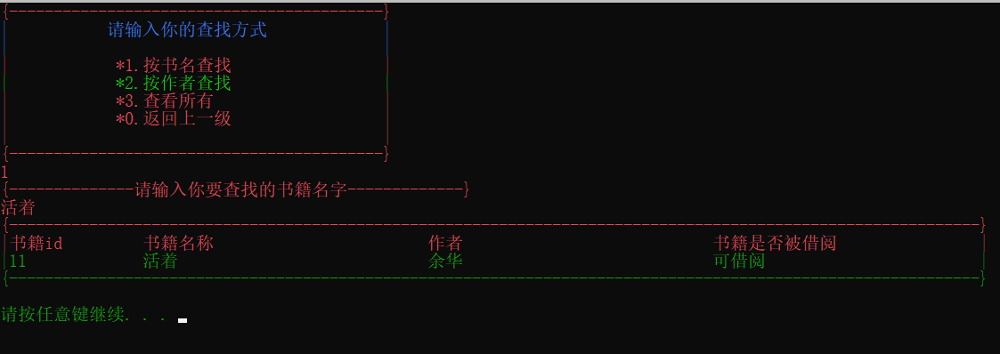 {------------------------------------------}
请输入你的查找方式
*1.按书名查找
*2.按作者查找
*3.查看所有
*0.返回上一级
{------------------------------------------}
1
{--------------请输入你要查找的书籍名字-------------}
活着
{-------------------------------------------------------------------------------------------------------------}
|书籍id 书籍名称 作者 书籍是否被借阅 |
|11 活着 余华 可借阅 |
{-------------------------------------------------------------------------------------------------------------}
请按任意键继续. . .